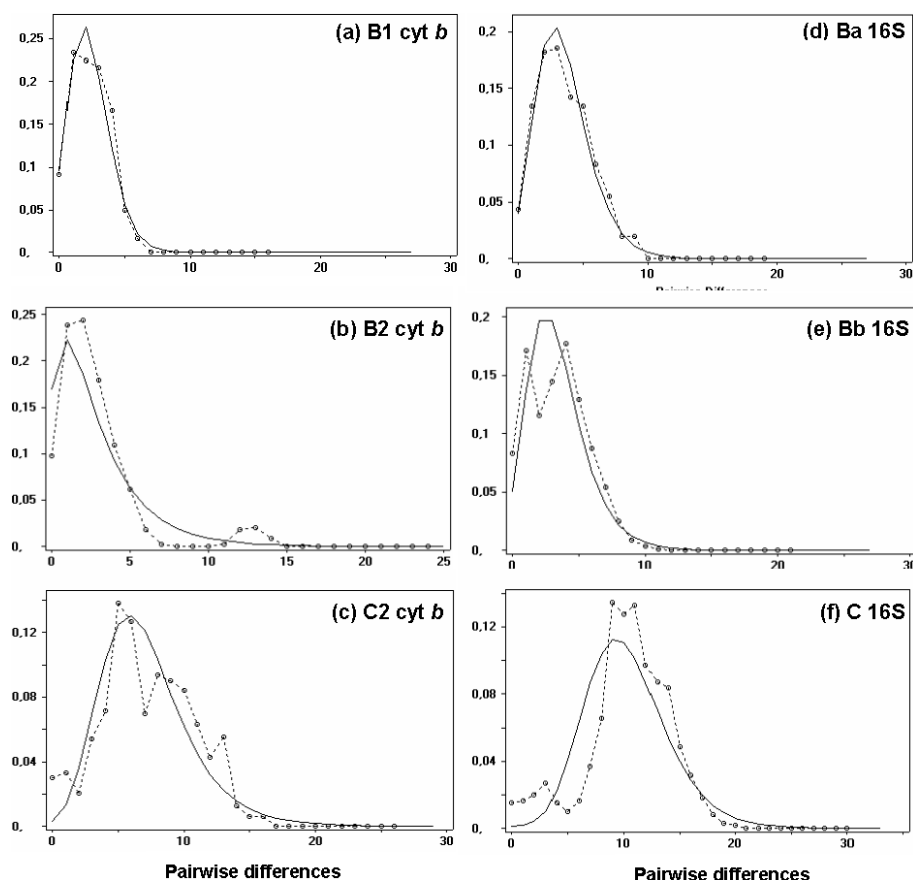 (a) B1 cyt b
0,25
0,2
0,15
0,1
0,05
0,
0 10 20 30
(d) Ba 16S
0,2
0,15
0,1
0,05
0,
0 10 20 30
Pairwise Differences
(b) B2 cyt b
0,25
0,2
0,15
0,1
0,05
0,
0 5 10 15 20 25
(e) Bb 16S
0,2
0,15
0,1
0,05
0,
0 10 20 30
(c) C2 cyt b
0,12
0,08
0,04
0,
0 10 20 30
Pairwise differences
(f) C 16S
0,12
0,08
0,04
0,
0 10 20 30
Pairwise differences